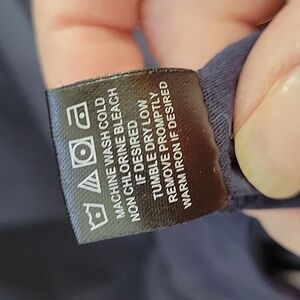 MACHINE WASH COLD
NON CHLORINE BLEACH
IF DESIRED
TUMBLE DRY LOW
REMOVE PROMPTLY
WARM IRON IF DESIRED